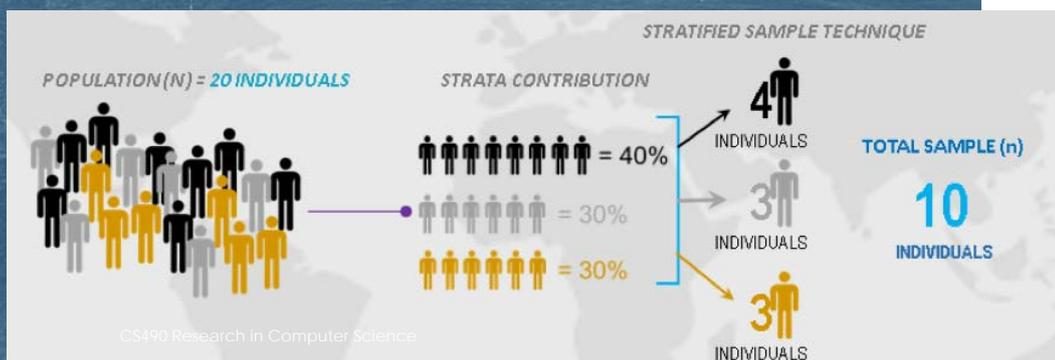 STRATIFIED SAMPLE TECHNIQUE
POPULATION (N) = 20 INDIVIDUALS
STRATA CONTRIBUTION
= 40%
= 30%
= 30%
4
INDIVIDUALS
3
INDIVIDUALS
3
INDIVIDUALS
TOTAL SAMPLE (n)
10
INDIVIDUALS
CS490 Research in Computer Science